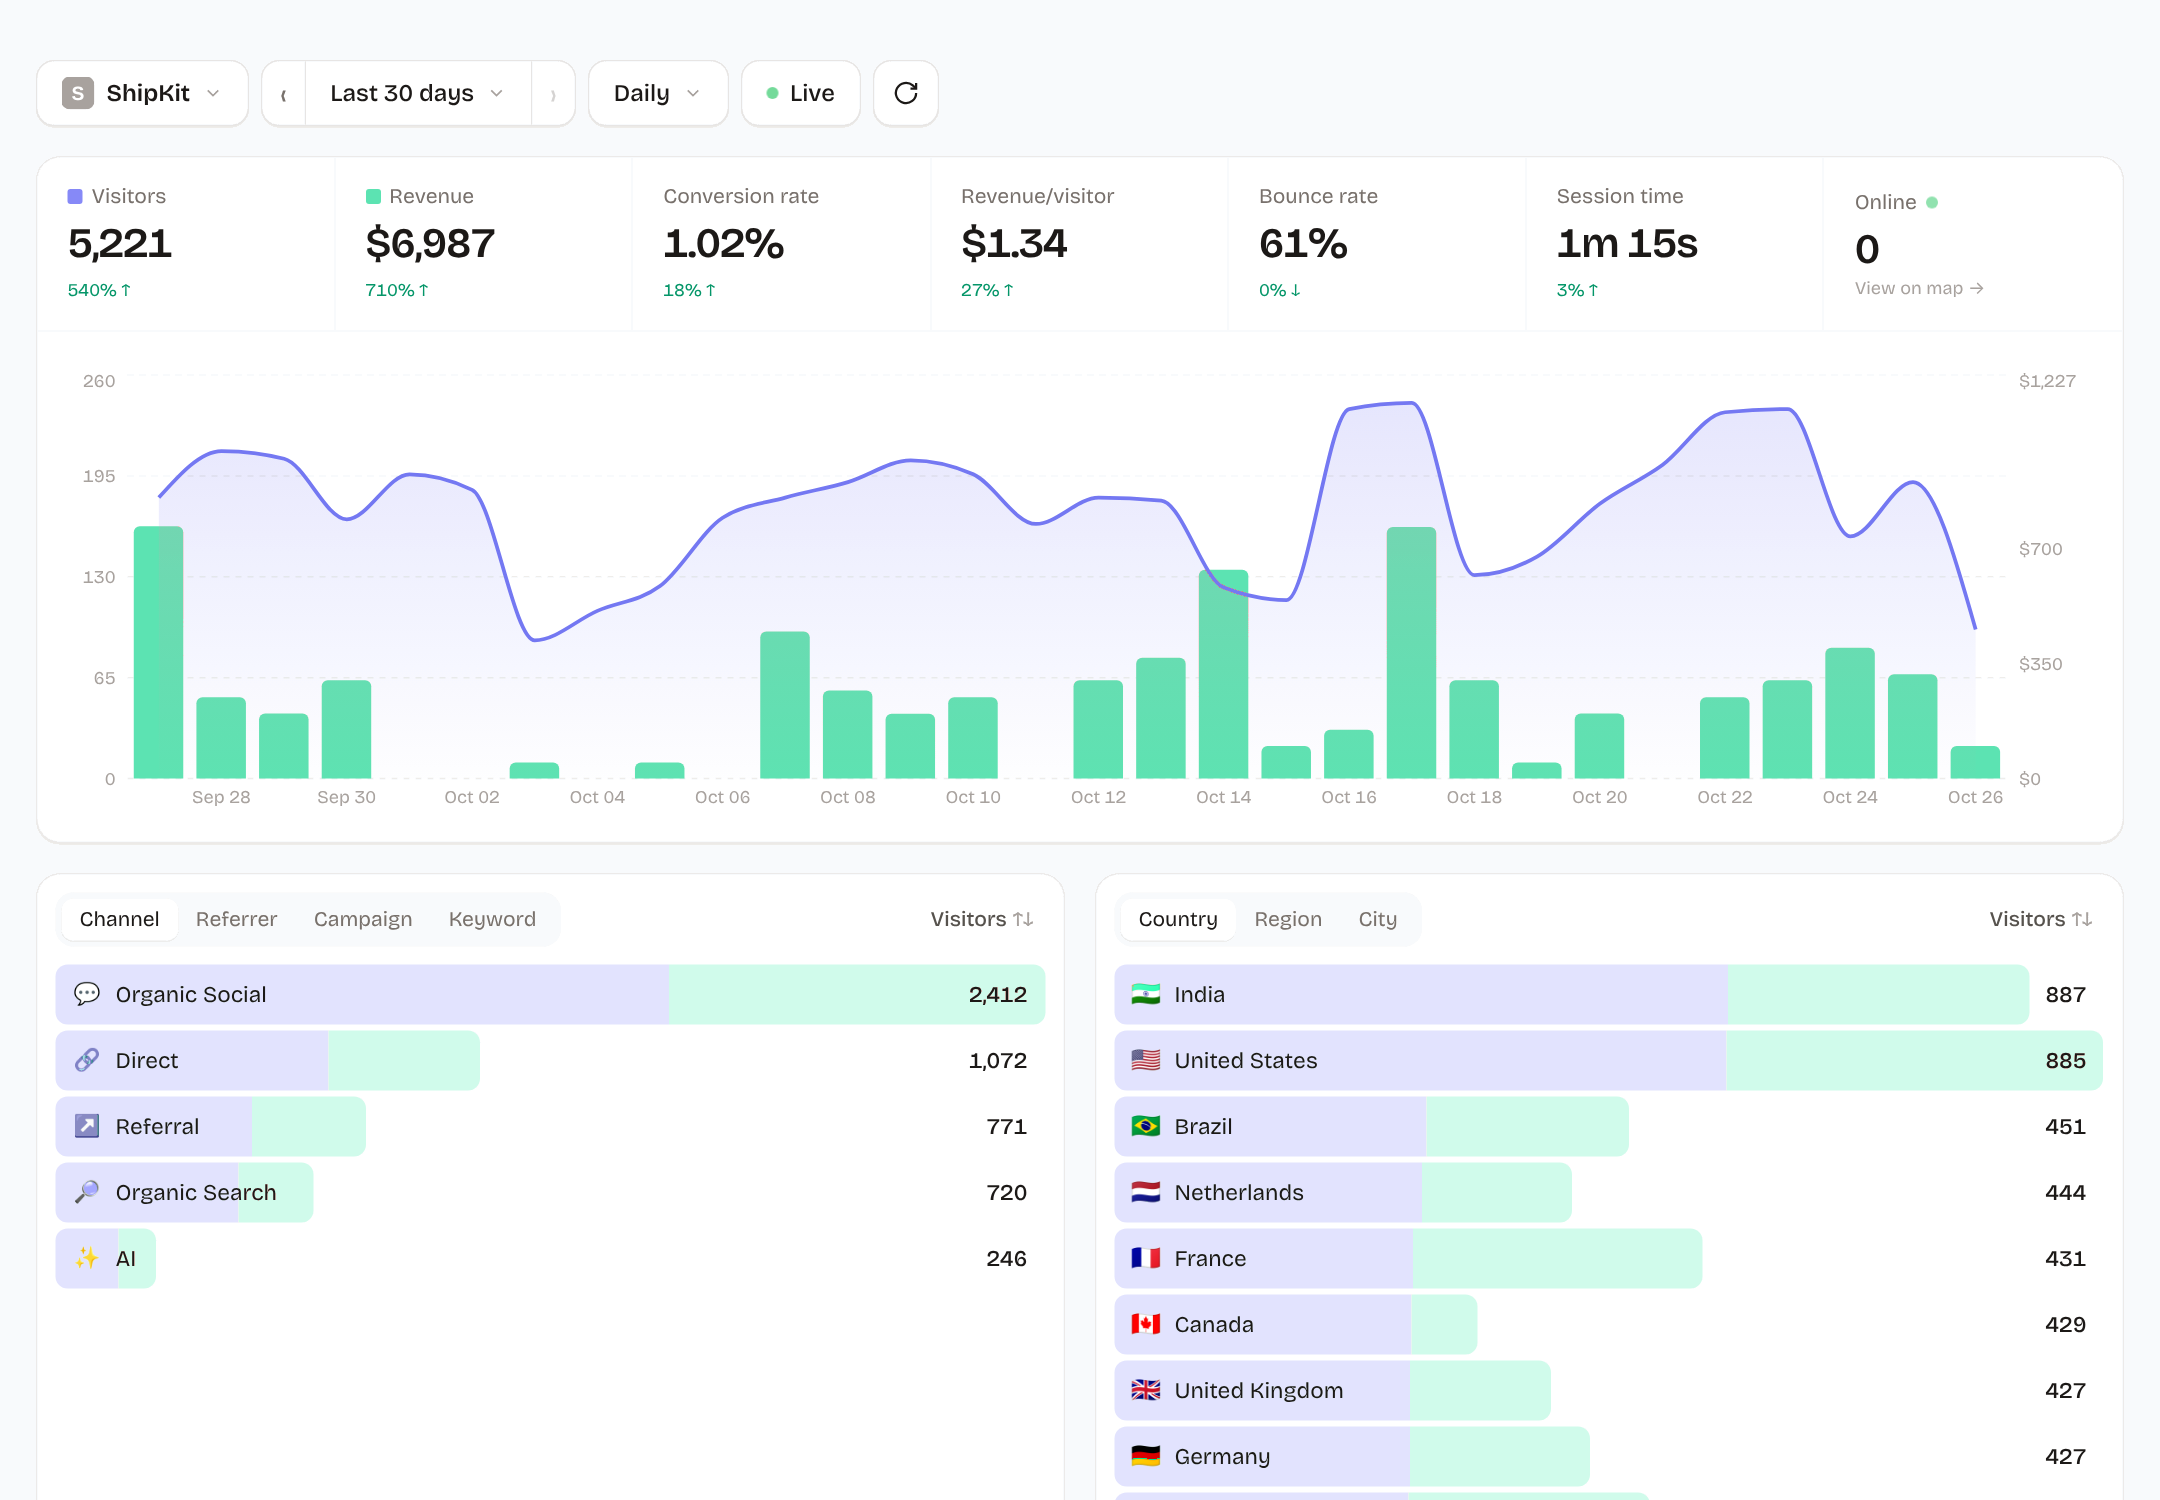 S ShipKit
Last 30 days
Daily
Live
Visitors
5,221
540% ↑
Revenue
$6,987
710% ↑
Conversion rate
1.02%
18% ↑
Revenue/visitor
$1.34
27% ↑
Bounce rate
61%
0% ↓
Session time
1m 15s
3% ↑
Online
0
View on map →
260
195
130
65
0
$1,227
$700
$350
$0
Sep 28 Sep 30 Oct 02 Oct 04 Oct 06 Oct 08 Oct 10 Oct 12 Oct 14 Oct 16 Oct 18 Oct 20 Oct 22 Oct 24 Oct 26
Channel Referrer Campaign Keyword Visitors ↑↓
Organic Social 2,412
Direct 1,072
Referral 771
Organic Search 720
AI 246
Country Region City Visitors ↑↓
India 887
United States 885
Brazil 451
Netherlands 444
France 431
Canada 429
United Kingdom 427
Germany 427